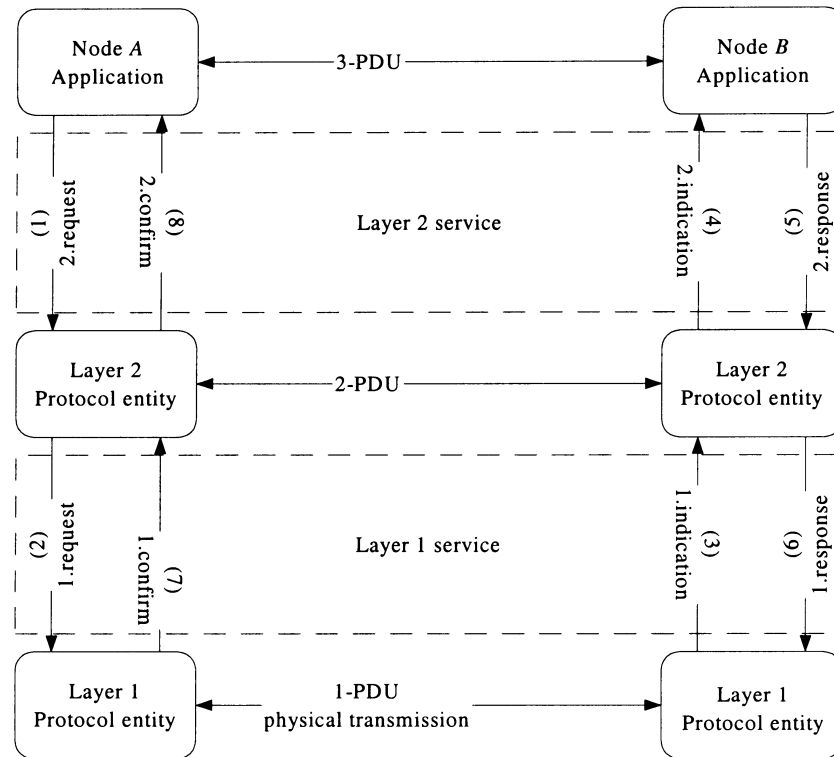 Node A
Application
3-PDU
Node B
Application
(1)
2.request
2.confirm
(8)
Layer 2 service
2.indication
(4)
(5)
2.response
Layer 2
Protocol entity
2-PDU
Layer 2
Protocol entity
(2)
1.request
1.confirm
(7)
Layer 1 service
1.indication
(3)
(6)
1.response
Layer 1
Protocol entity
1-PDU
physical transmission
Layer 1
Protocol entity